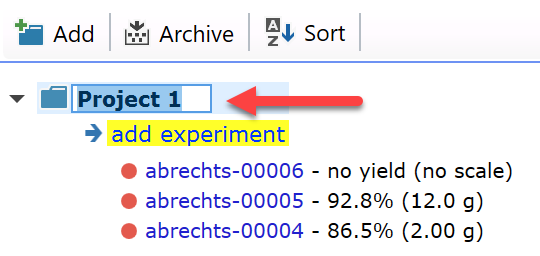 Add Archive AZ Sort
Project 1
add experiment
abrechts-00006 - no yield (no scale)
abrechts-00005 - 92.8% (12.0 g)
abrechts-00004 - 86.5% (2.00 g)